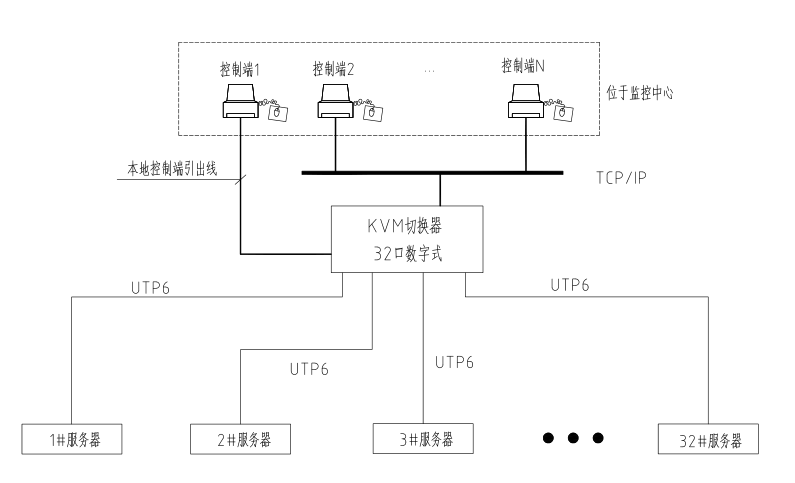 控制端1
控制端2
...
控制端N
位于监控中心
本地控制端引出线
TCP/IP
KVM切换器
32口数字式
UTP6
UTP6
UTP6
UTP6
1#服务器
2#服务器
3#服务器
32#服务器